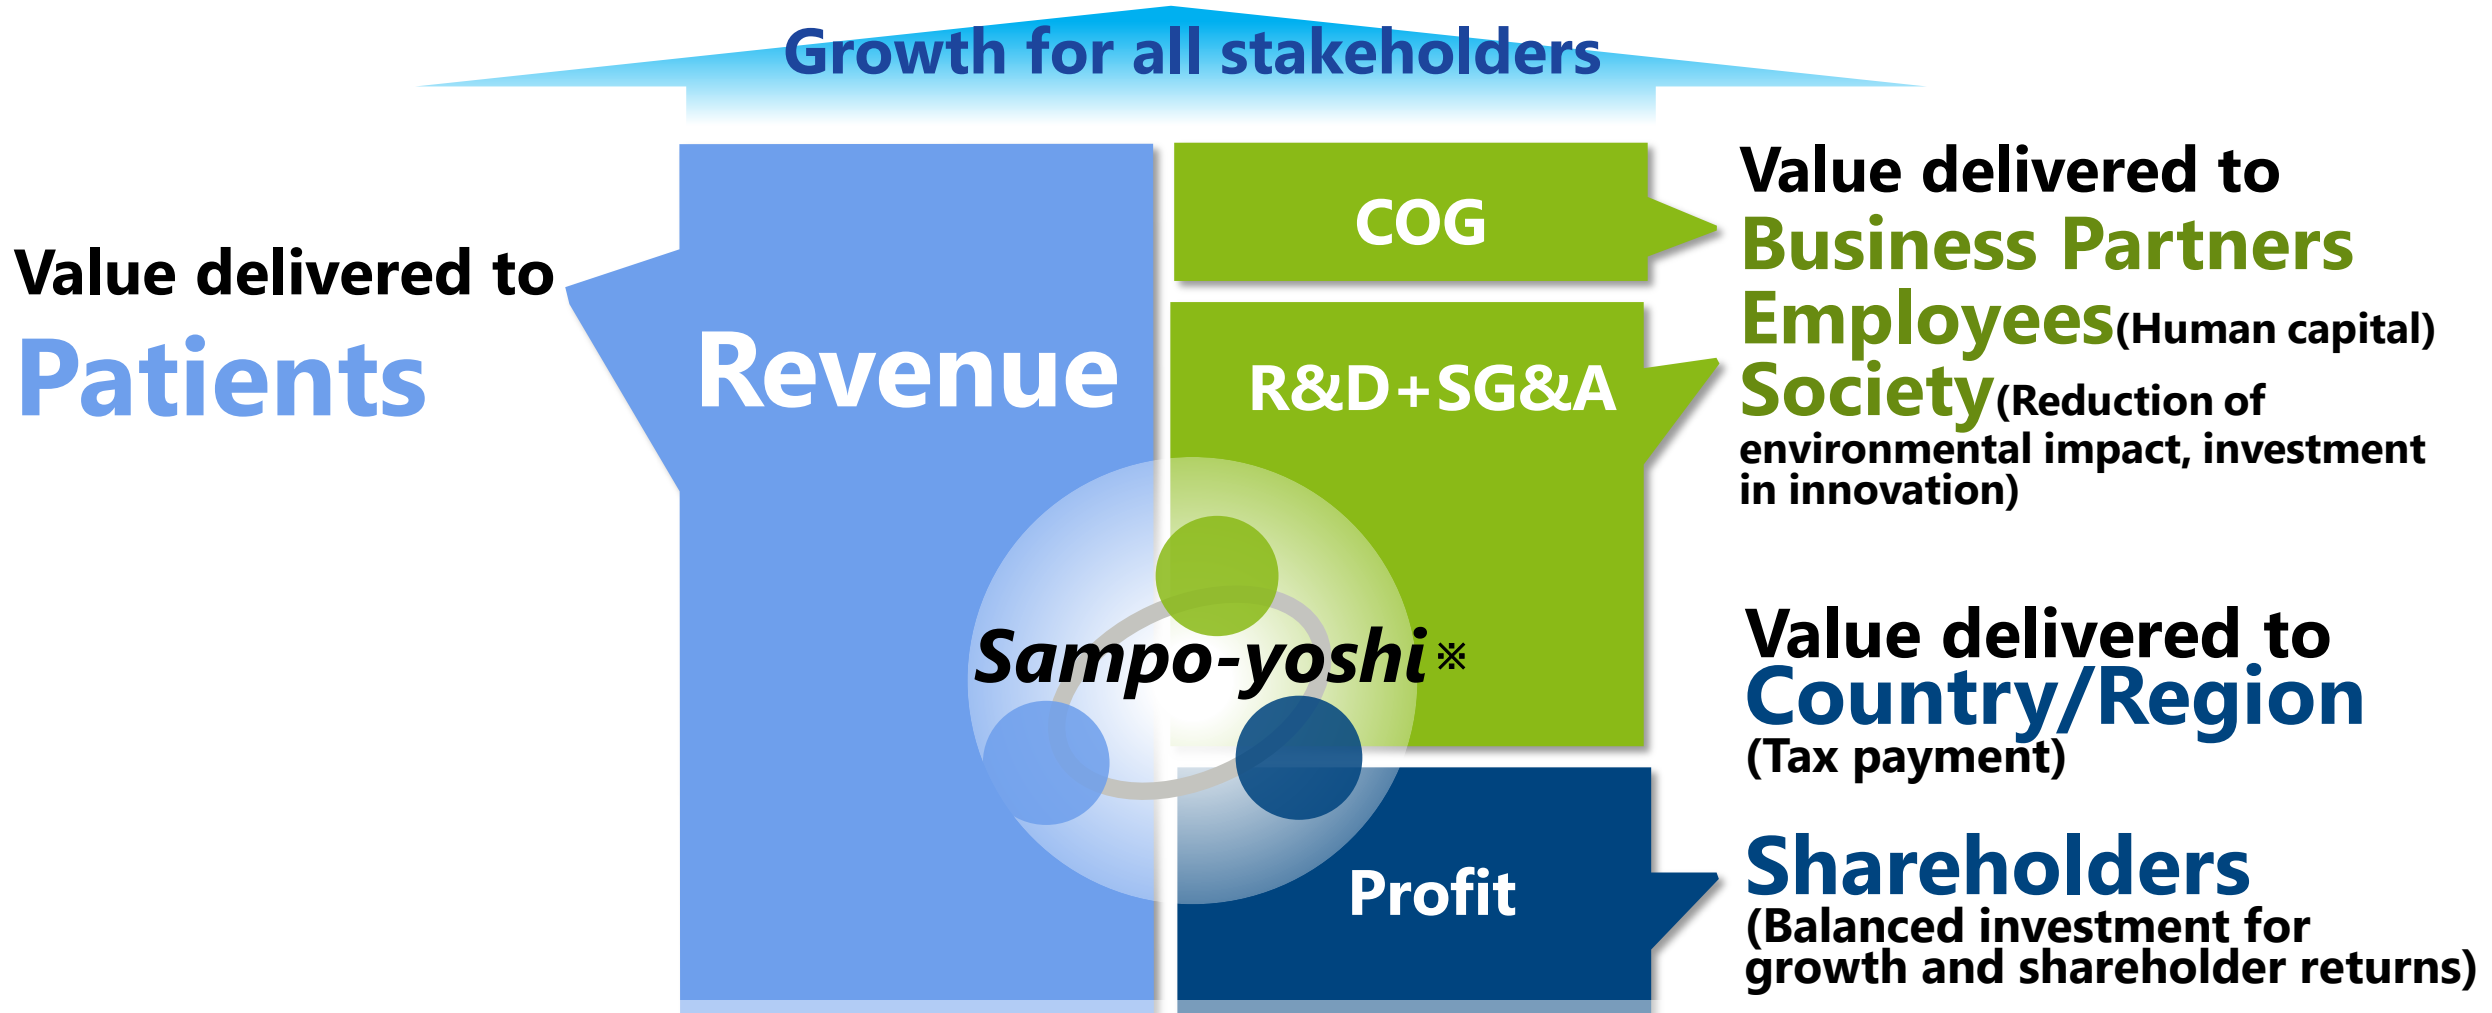 Growth for all stakeholders
Value delivered to
Patients
Revenue
COG
R&D+SG&A
Sampo-yoshi※
Profit
Value delivered to
Business Partners
Employees(Human capital)
Society(Reduction of
environmental impact, investment
in innovation)
Value delivered to
Country/Region
(Tax payment)
Shareholders
(Balanced investment for
growth and shareholder returns)